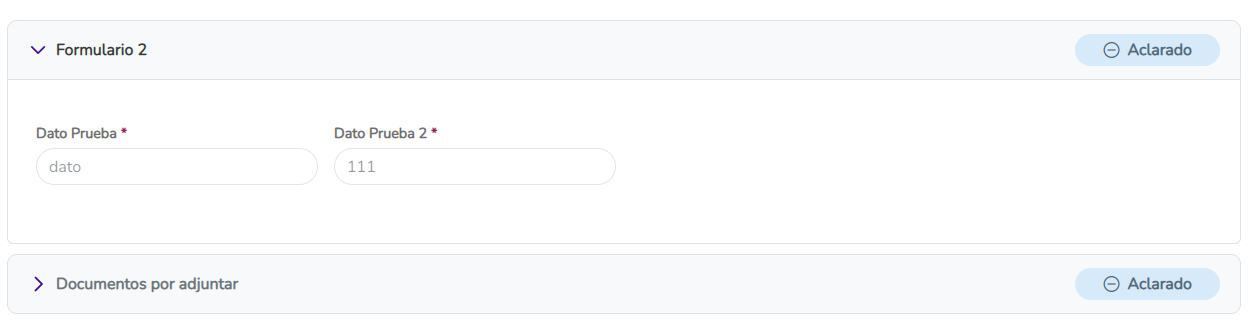 Formulario 2
Aclarado
Dato Prueba *
Dato Prueba 2 *
dato
111
Documentos por adjuntar
Aclarado